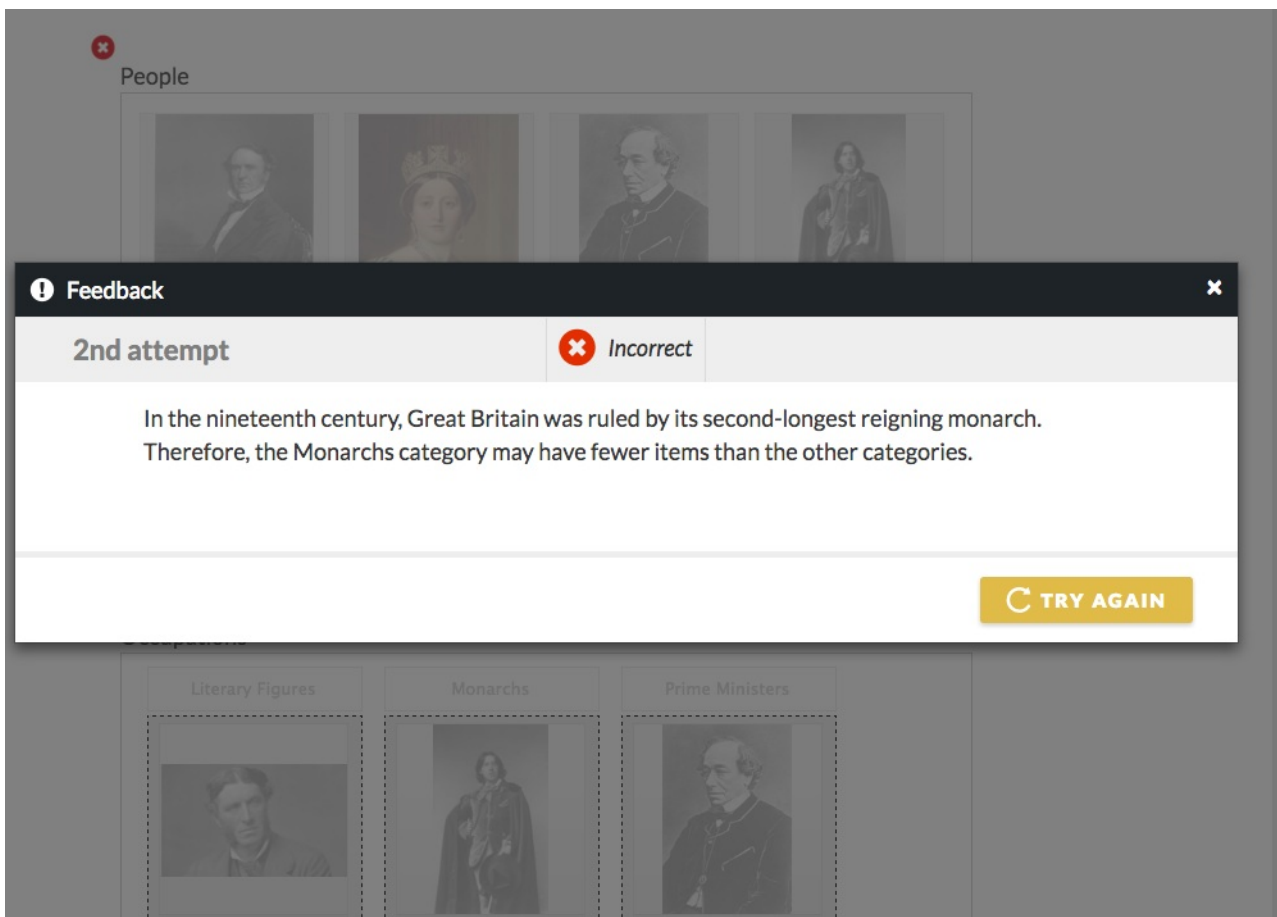 People
Feedback
2nd attempt
Incorrect
In the nineteenth century, Great Britain was ruled by its second-longest reigning monarch.
Therefore, the Monarchs category may have fewer items than the other categories.
TRY AGAIN
Literary Figures
Monarchs
Prime Ministers